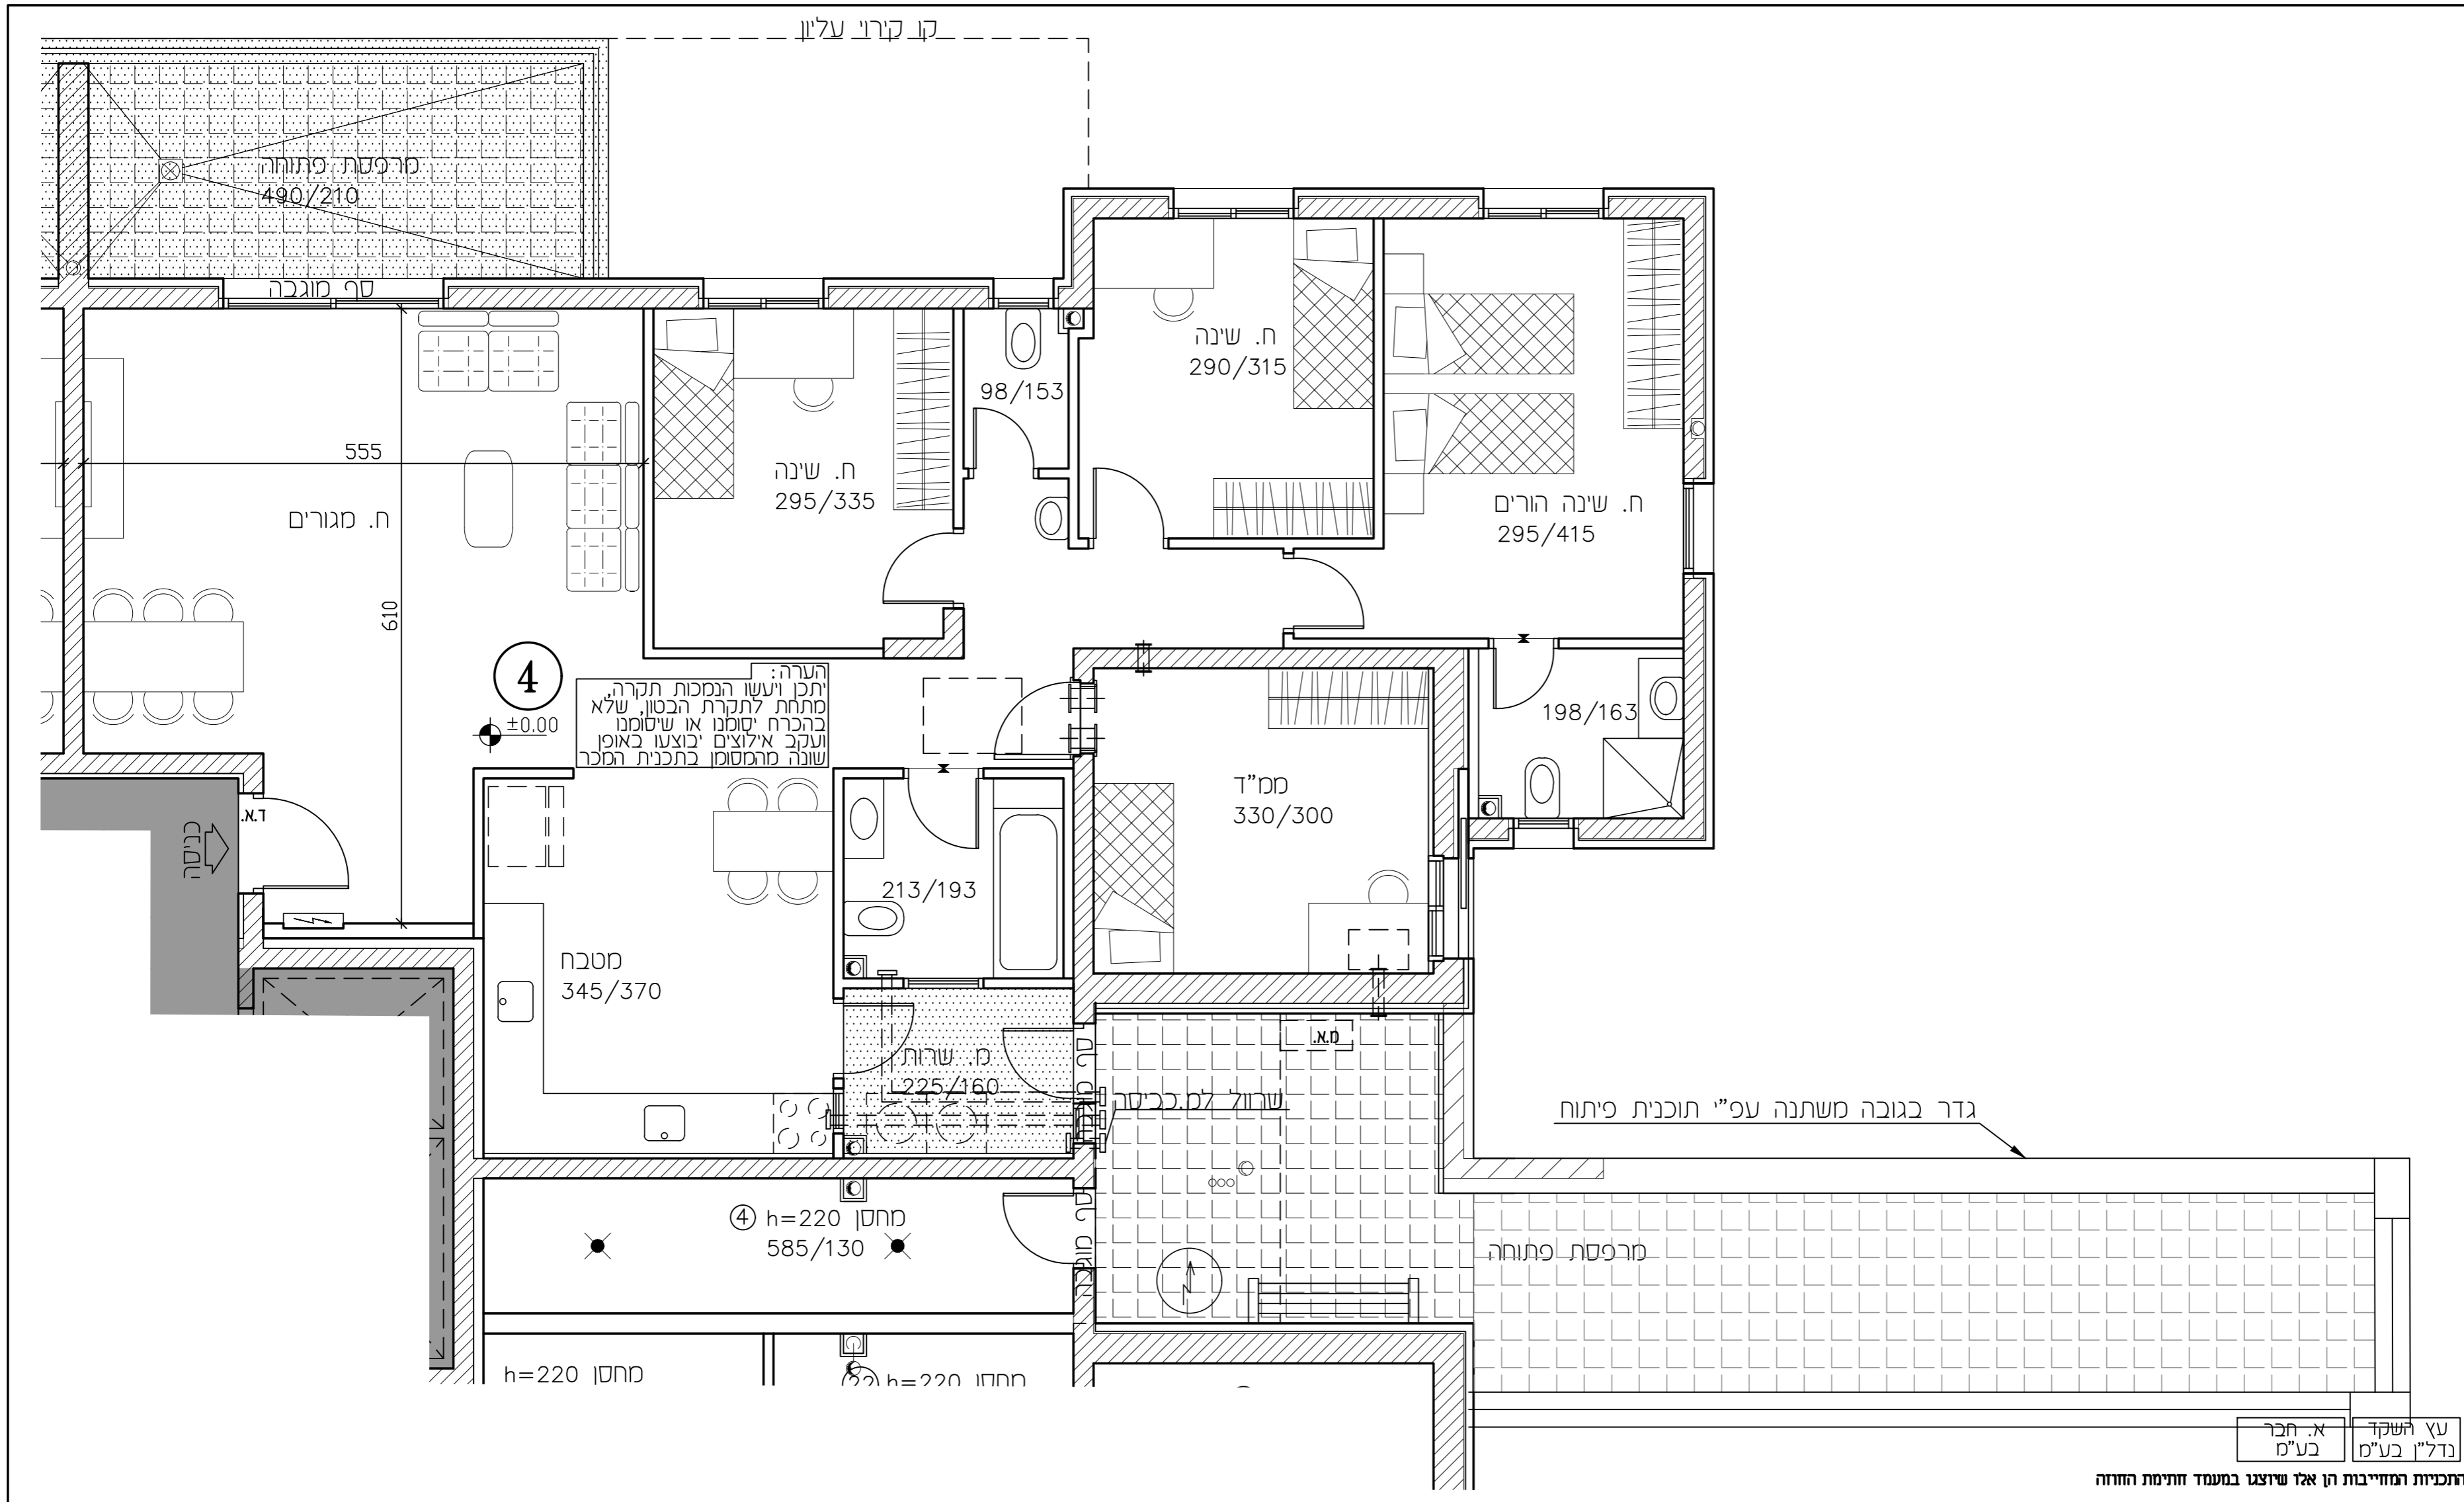 קו קירוי עליון
מרפסת פתוחה
490/210
סף מוגבה
ח. שינה
290/315
98/153
555
ח. שינה
295/335
ח. מגורים
ח. שינה הורים
295/415
610
4
±0.00
הערה:
יתכן ויעשו הנמכות תקרה,
מתחת לתקרת הבטון, שלא
בהכרח יסומנו או שיסומנו
ועקב אילוצים יבוצעו באופן
שונה מהמסומן בתכנית המכר
198/163
ממ"ד
330/300
ד.א.
כניסה
213/193
מטבח
345/370
מ. שרות
225/160
מ.א.
שרוול למ.כביסה
גדר בגובה משתנה עפ"י תוכנית פיתוח
סף מוגבה
מחסן h=220 4
585/130
מרפסת פתוחה
N
מחסן h=220
מחסן h=220 22
א. חבר
בע"מ
עץ השקד
נדל"ן בע"מ
התכניות המחייבות הן אלו שיוצגו במעמד חתימת החוזה